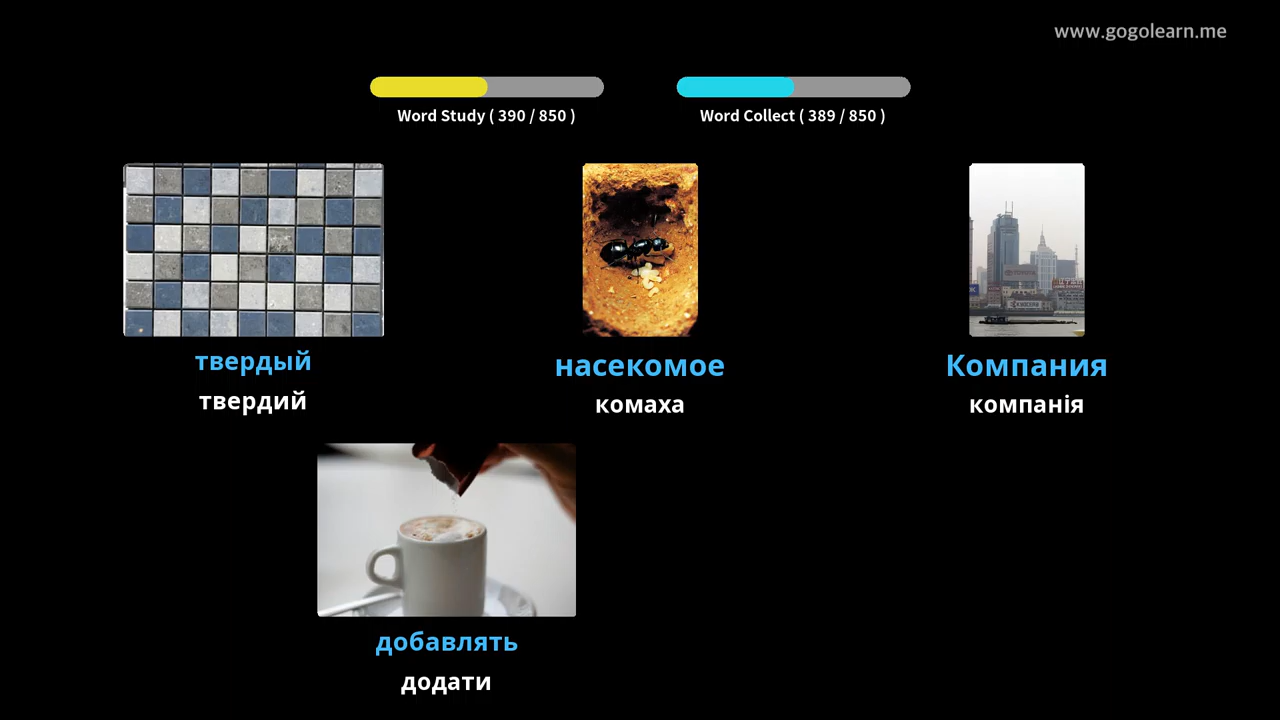 www.gogolearn.me
Word Study ( 390 / 850 )
Word Collect ( 389 / 850 )
твердый
твердий
насекомое
комаха
Компания
компанія
TOYOTA
добавлять
додати